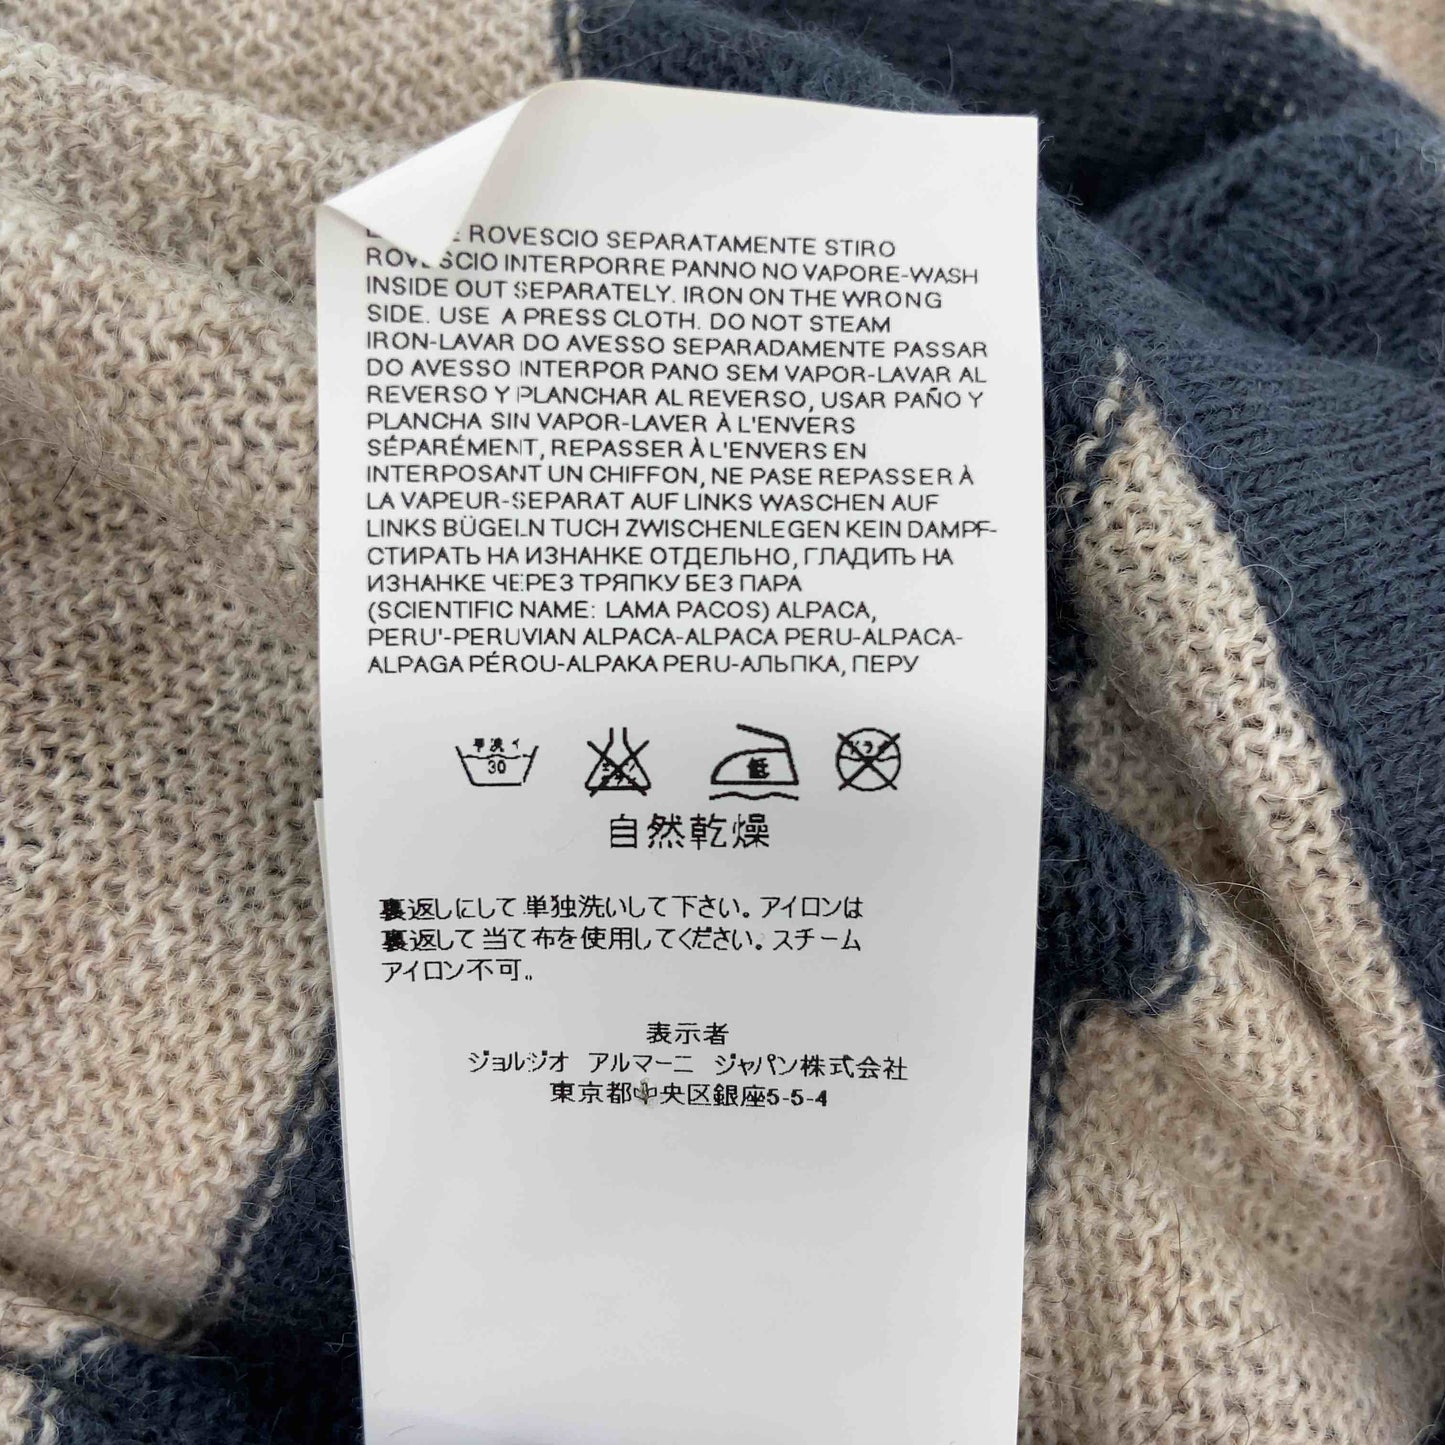 ROVESCIO SEPARATAMENTE STIRO
ROVESCIO INTERPORRE PANNO NO VAPORE-WASH
INSIDE OUT SEPARATELY. IRON ON THE WRONG
SIDE. USE A PRESS CLOTH. DO NOT STEAM
IRON-LAVAR DO AVESSO SEPARADAMENTE PASSAR
DO AVESSO INTERPOR PANO SEM VAPOR-LAVAR AL
REVERSO Y PLANCHAR AL REVERSO, USAR PAÑO Y
PLANCHA SIN VAPOR-LAVER À L'ENVERS
SÉPARÉMENT, REPASSER À L'ENVERS EN
INTERPOSANT UN CHIFFON, NE PASE REPASSER À
LA VAPEUR-SEPARAT AUF LINKS WASCHEN AUF
LINKS BÜGELN TUCH ZWISCHENLEGEN KEIN DAMPF-
СТИРАТЬ НА ИЗНАНКЕ ОТДЕЛЬНО, ГЛАДИТЬ НА
ИЗНАНКЕ ЧЕРЕЗ ТРЯПКУ БЕЗ ПАРА
(SCIENTIFIC NAME: LAMA PACOS) ALPACA,
PERU'-PERUVIAN ALPACA-ALPACA PERU-ALPACA-
ALPAGA PÉROU-ALPAKA PERU-АЛЬПКА, ПЕРУ
手洗イ
30
低
自然乾燥
裏返しにして単独洗いして下さい。アイロンは
裏返して当て布を使用してください。スチーム
アイロン不可。
表示者
ジョルジオ アルマーニ ジャパン株式会社
東京都中央区銀座5-5-4